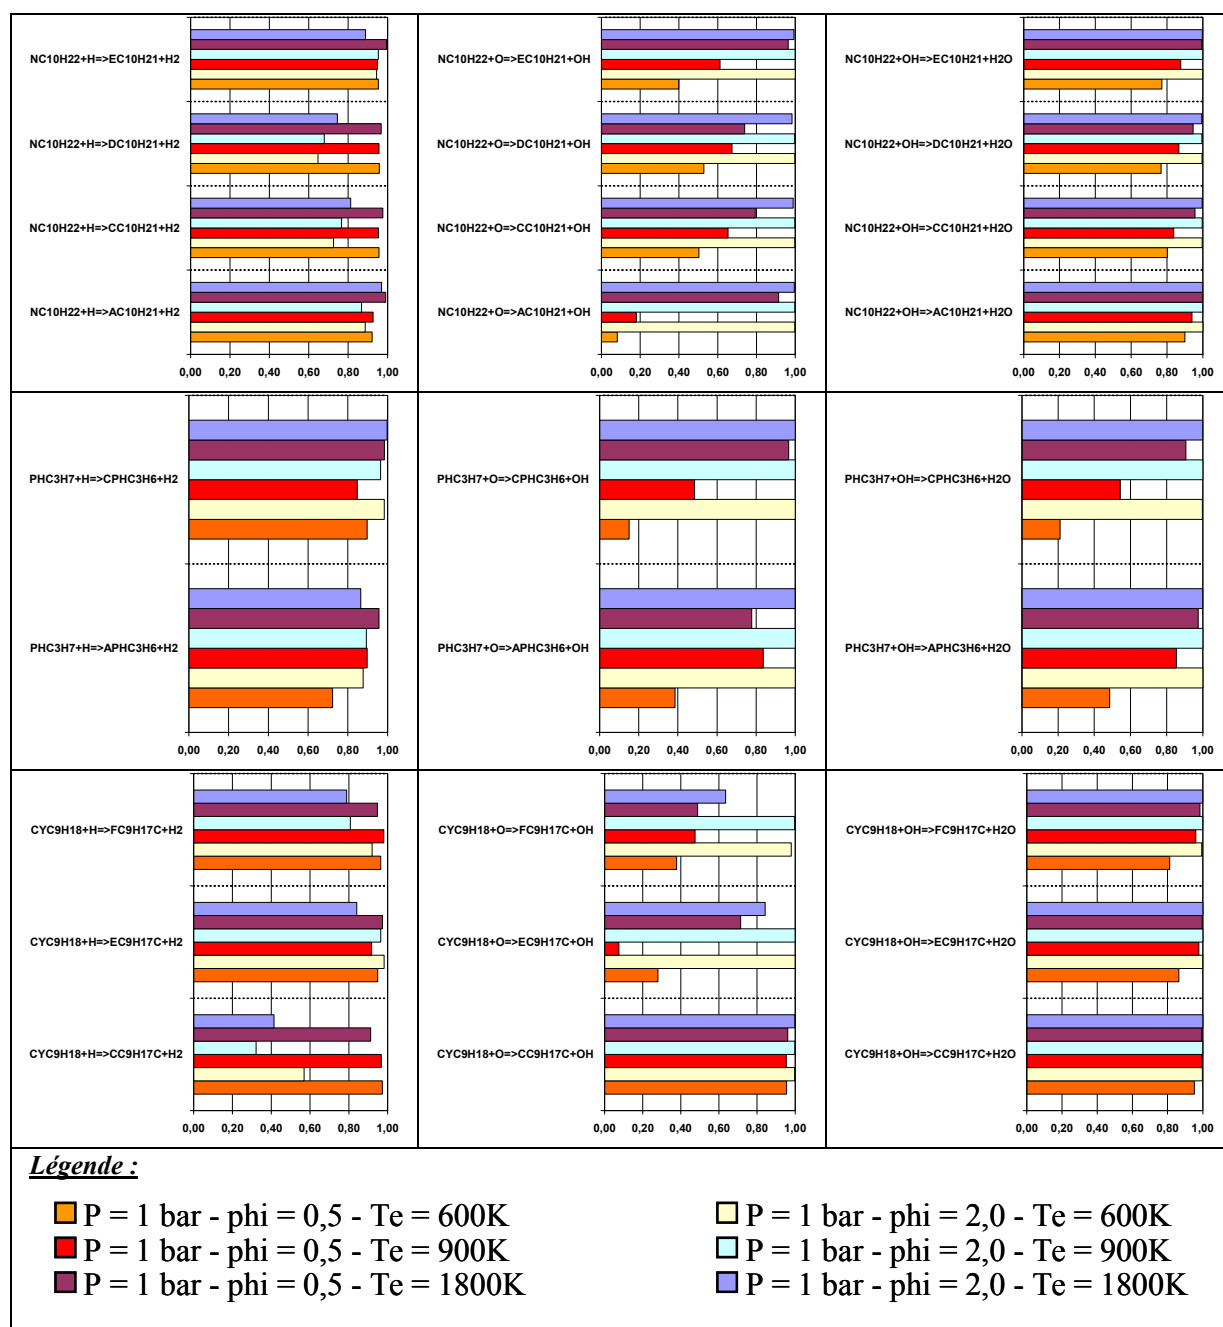 NC10H22+H=>EC10H21+H2
NC10H22+H=>DC10H21+H2
NC10H22+H=>CC10H21+H2
NC10H22+H=>AC10H21+H2
0,00 0,20 0,40 0,60 0,80 1,00
NC10H22+O=>EC10H21+OH
NC10H22+O=>DC10H21+OH
NC10H22+O=>CC10H21+OH
NC10H22+O=>AC10H21+OH
0,00 0,20 0,40 0,60 0,80 1,00
NC10H22+OH=>EC10H21+H2O
NC10H22+OH=>DC10H21+H2O
NC10H22+OH=>CC10H21+H2O
NC10H22+OH=>AC10H21+H2O
0,00 0,20 0,40 0,60 0,80 1,00
PHC3H7+H=>CPHC3H6+H2
PHC3H7+H=>APHC3H6+H2
0,00 0,20 0,40 0,60 0,80 1,00
PHC3H7+O=>CPHC3H6+OH
PHC3H7+O=>APHC3H6+OH
0,00 0,20 0,40 0,60 0,80 1,00
PHC3H7+OH=>CPHC3H6+H2O
PHC3H7+OH=>APHC3H6+H2O
0,00 0,20 0,40 0,60 0,80 1,00
CYC9H18+H=>FC9H17C+H2
CYC9H18+H=>EC9H17C+H2
CYC9H18+H=>CC9H17C+H2
0,00 0,20 0,40 0,60 0,80 1,00
CYC9H18+O=>FC9H17C+OH
CYC9H18+O=>EC9H17C+OH
CYC9H18+O=>CC9H17C+OH
0,00 0,20 0,40 0,60 0,80 1,00
CYC9H18+OH=>FC9H17C+H2O
CYC9H18+OH=>EC9H17C+H2O
CYC9H18+OH=>CC9H17C+H2O
0,00 0,20 0,40 0,60 0,80 1,00
Légende :
P = 1 bar - phi = 0,5 - Te = 600K
P = 1 bar - phi = 0,5 - Te = 900K
P = 1 bar - phi = 0,5 - Te = 1800K
P = 1 bar - phi = 2,0 - Te = 600K
P = 1 bar - phi = 2,0 - Te = 900K
P = 1 bar - phi = 2,0 - Te = 1800K